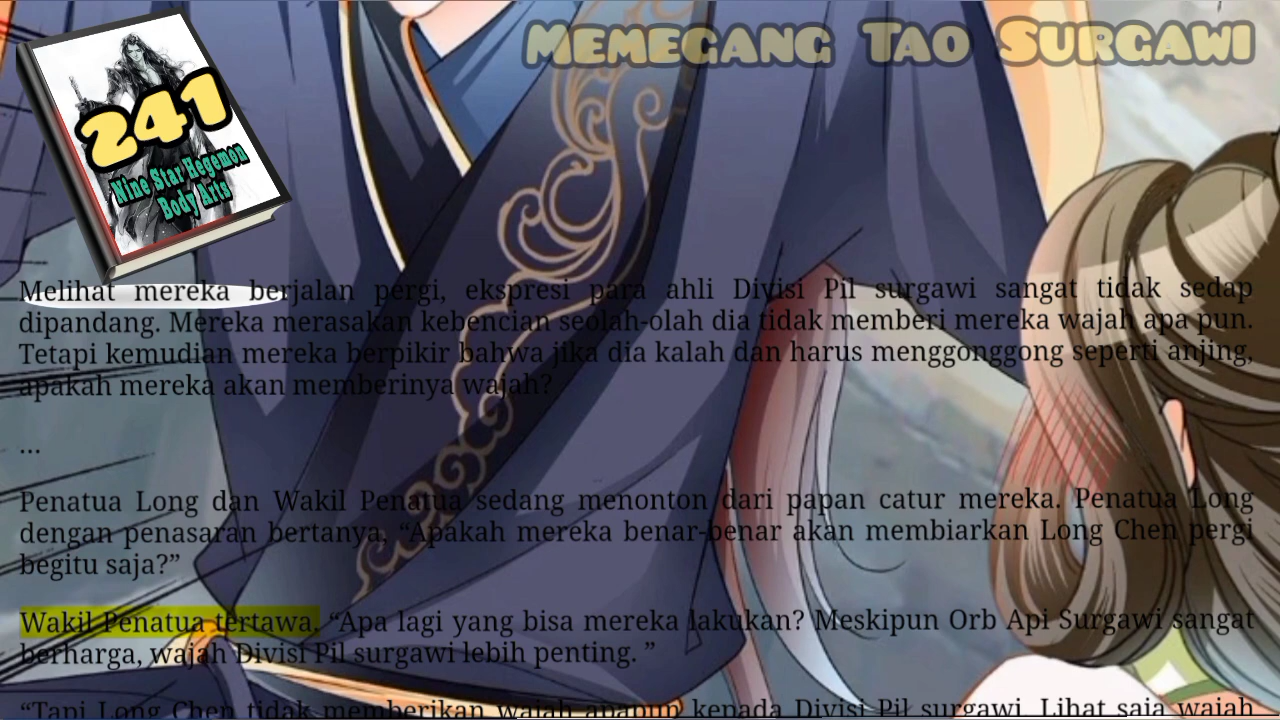 Memegang Tao Surgawi
241
Nine Star Hegemon
Body Arts
Melihat mereka berjalan pergi, ekspresi para ahli Divisi Pil surgawi sangat tidak sedap
dipandang. Mereka merasakan kebencian seolah-olah dia tidak memberi mereka wajah apa pun.
Tetapi kemudian mereka berpikir bahwa jika dia kalah dan harus menggonggong seperti anjing,
apakah mereka akan memberinya wajah?
...
Penatua Long dan Wakil Penatua sedang menonton dari papan catur mereka. Penatua Long
dengan penasaran bertanya, “Apakah mereka benar-benar akan membiarkan Long Chen pergi
begitu saja?”
Wakil Penatua tertawa. “Apa lagi yang bisa mereka lakukan? Meskipun Orb Api Surgawi sangat
berharga, wajah Divisi Pil surgawi lebih penting. ”
“Tapi Long Chen tidak memberikan wajah apapun kepada Divisi Pil surgawi. Lihat saja wajah